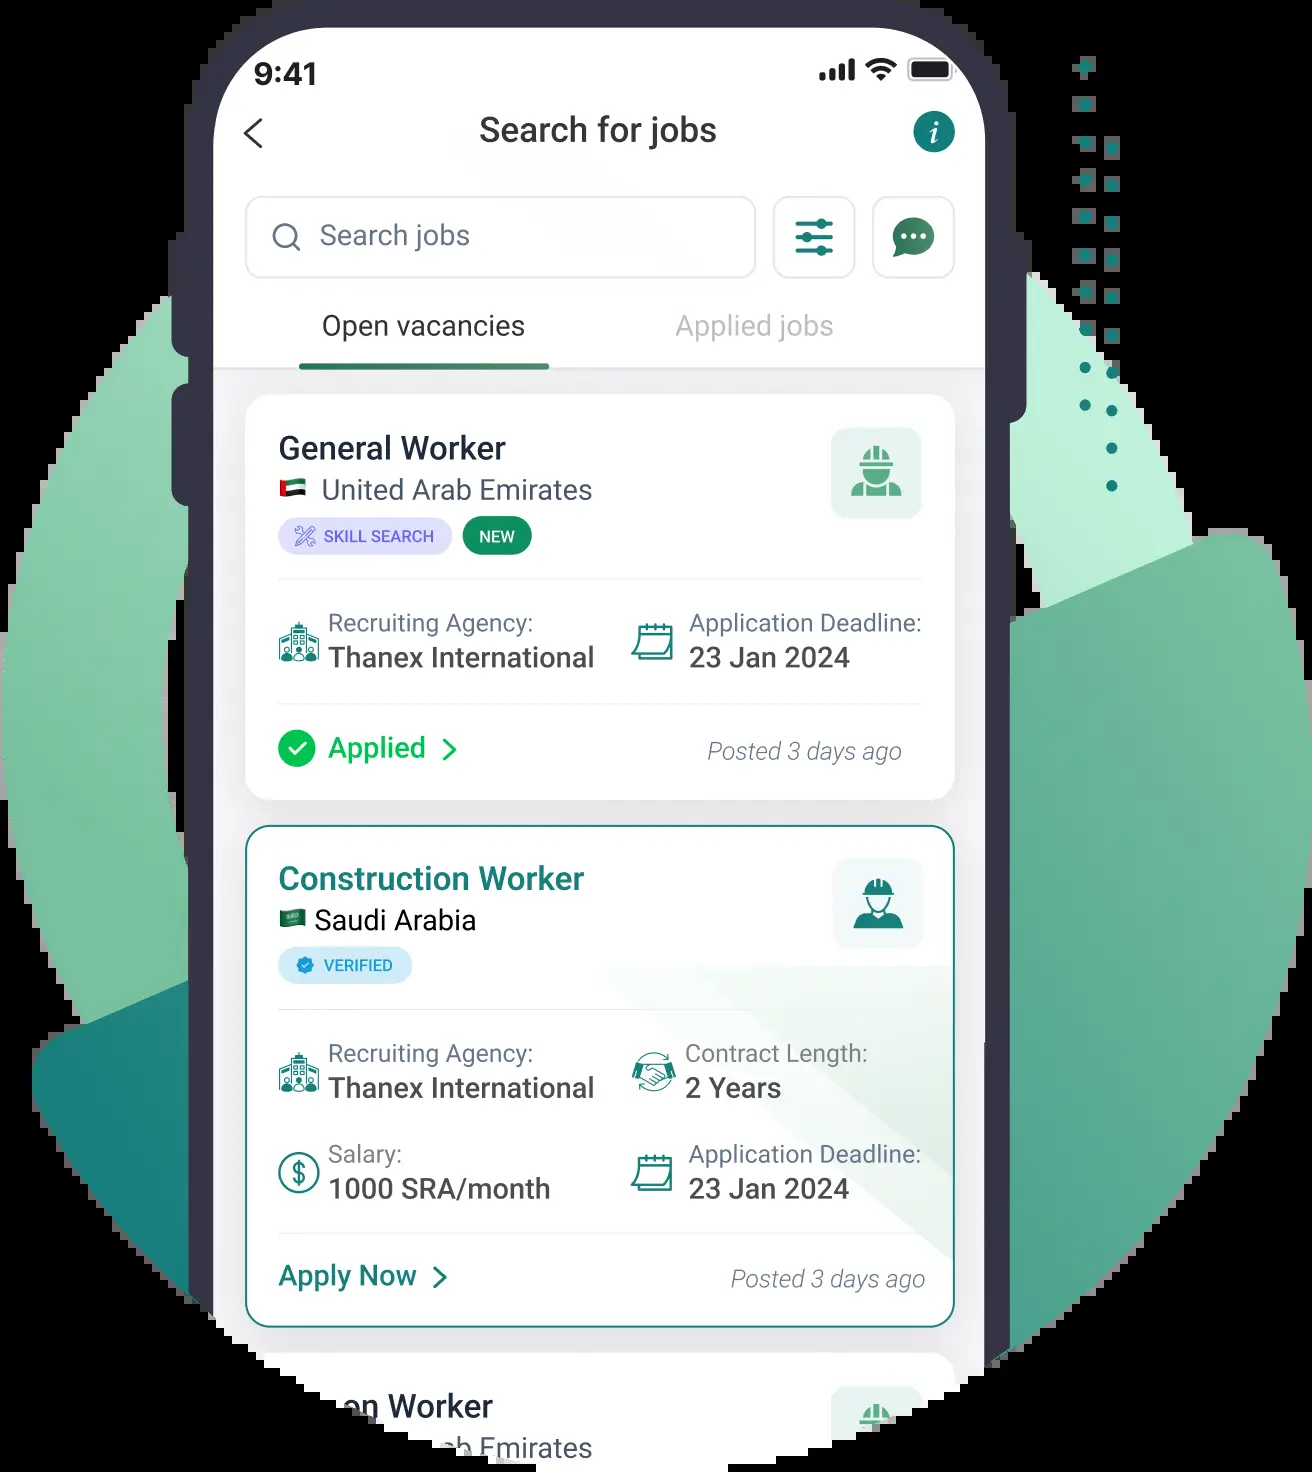 9:41
Search for jobs
i
Search jobs
Open vacancies Applied jobs
General Worker
United Arab Emirates
SKILL SEARCH NEW
Recruiting Agency: Application Deadline:
Thanex International 23 Jan 2024
Applied Posted 3 days ago
Construction Worker
Saudi Arabia
VERIFIED
Recruiting Agency: Contract Length:
Thanex International 2 Years
Salary: Application Deadline:
1000 SRA/month 23 Jan 2024
Apply Now Posted 3 days ago
on Worker
ab Emirates